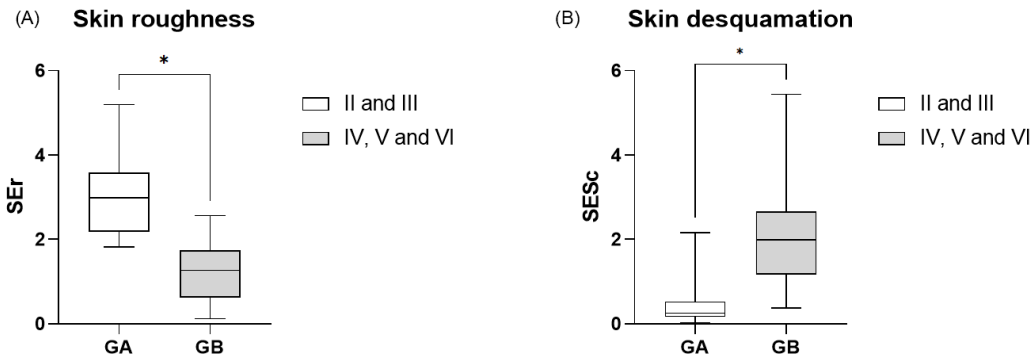 (A) Skin roughness
*
6
4
2
0
SEr
GA GB
II and III
IV, V and VI
(B) Skin desquamation
*
6
4
2
0
SESc
GA GB
II and III
IV, V and VI